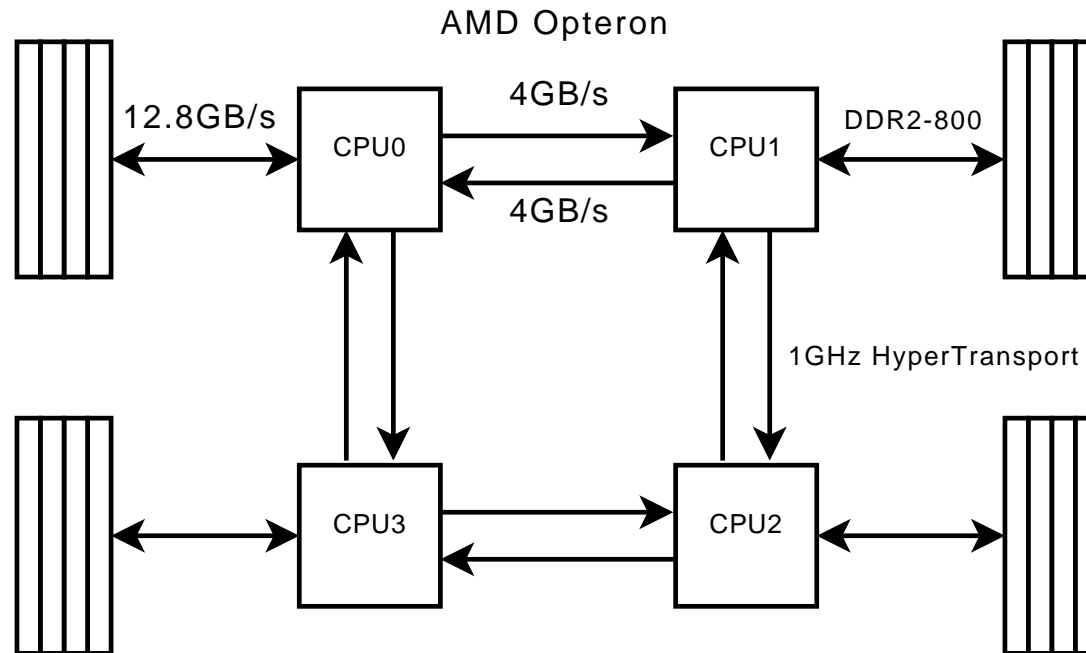 AMD Opteron
4GB/s
12.8GB/s
DDR2-800
CPU0
CPU1
4GB/s
1GHz HyperTransport
CPU3
CPU2